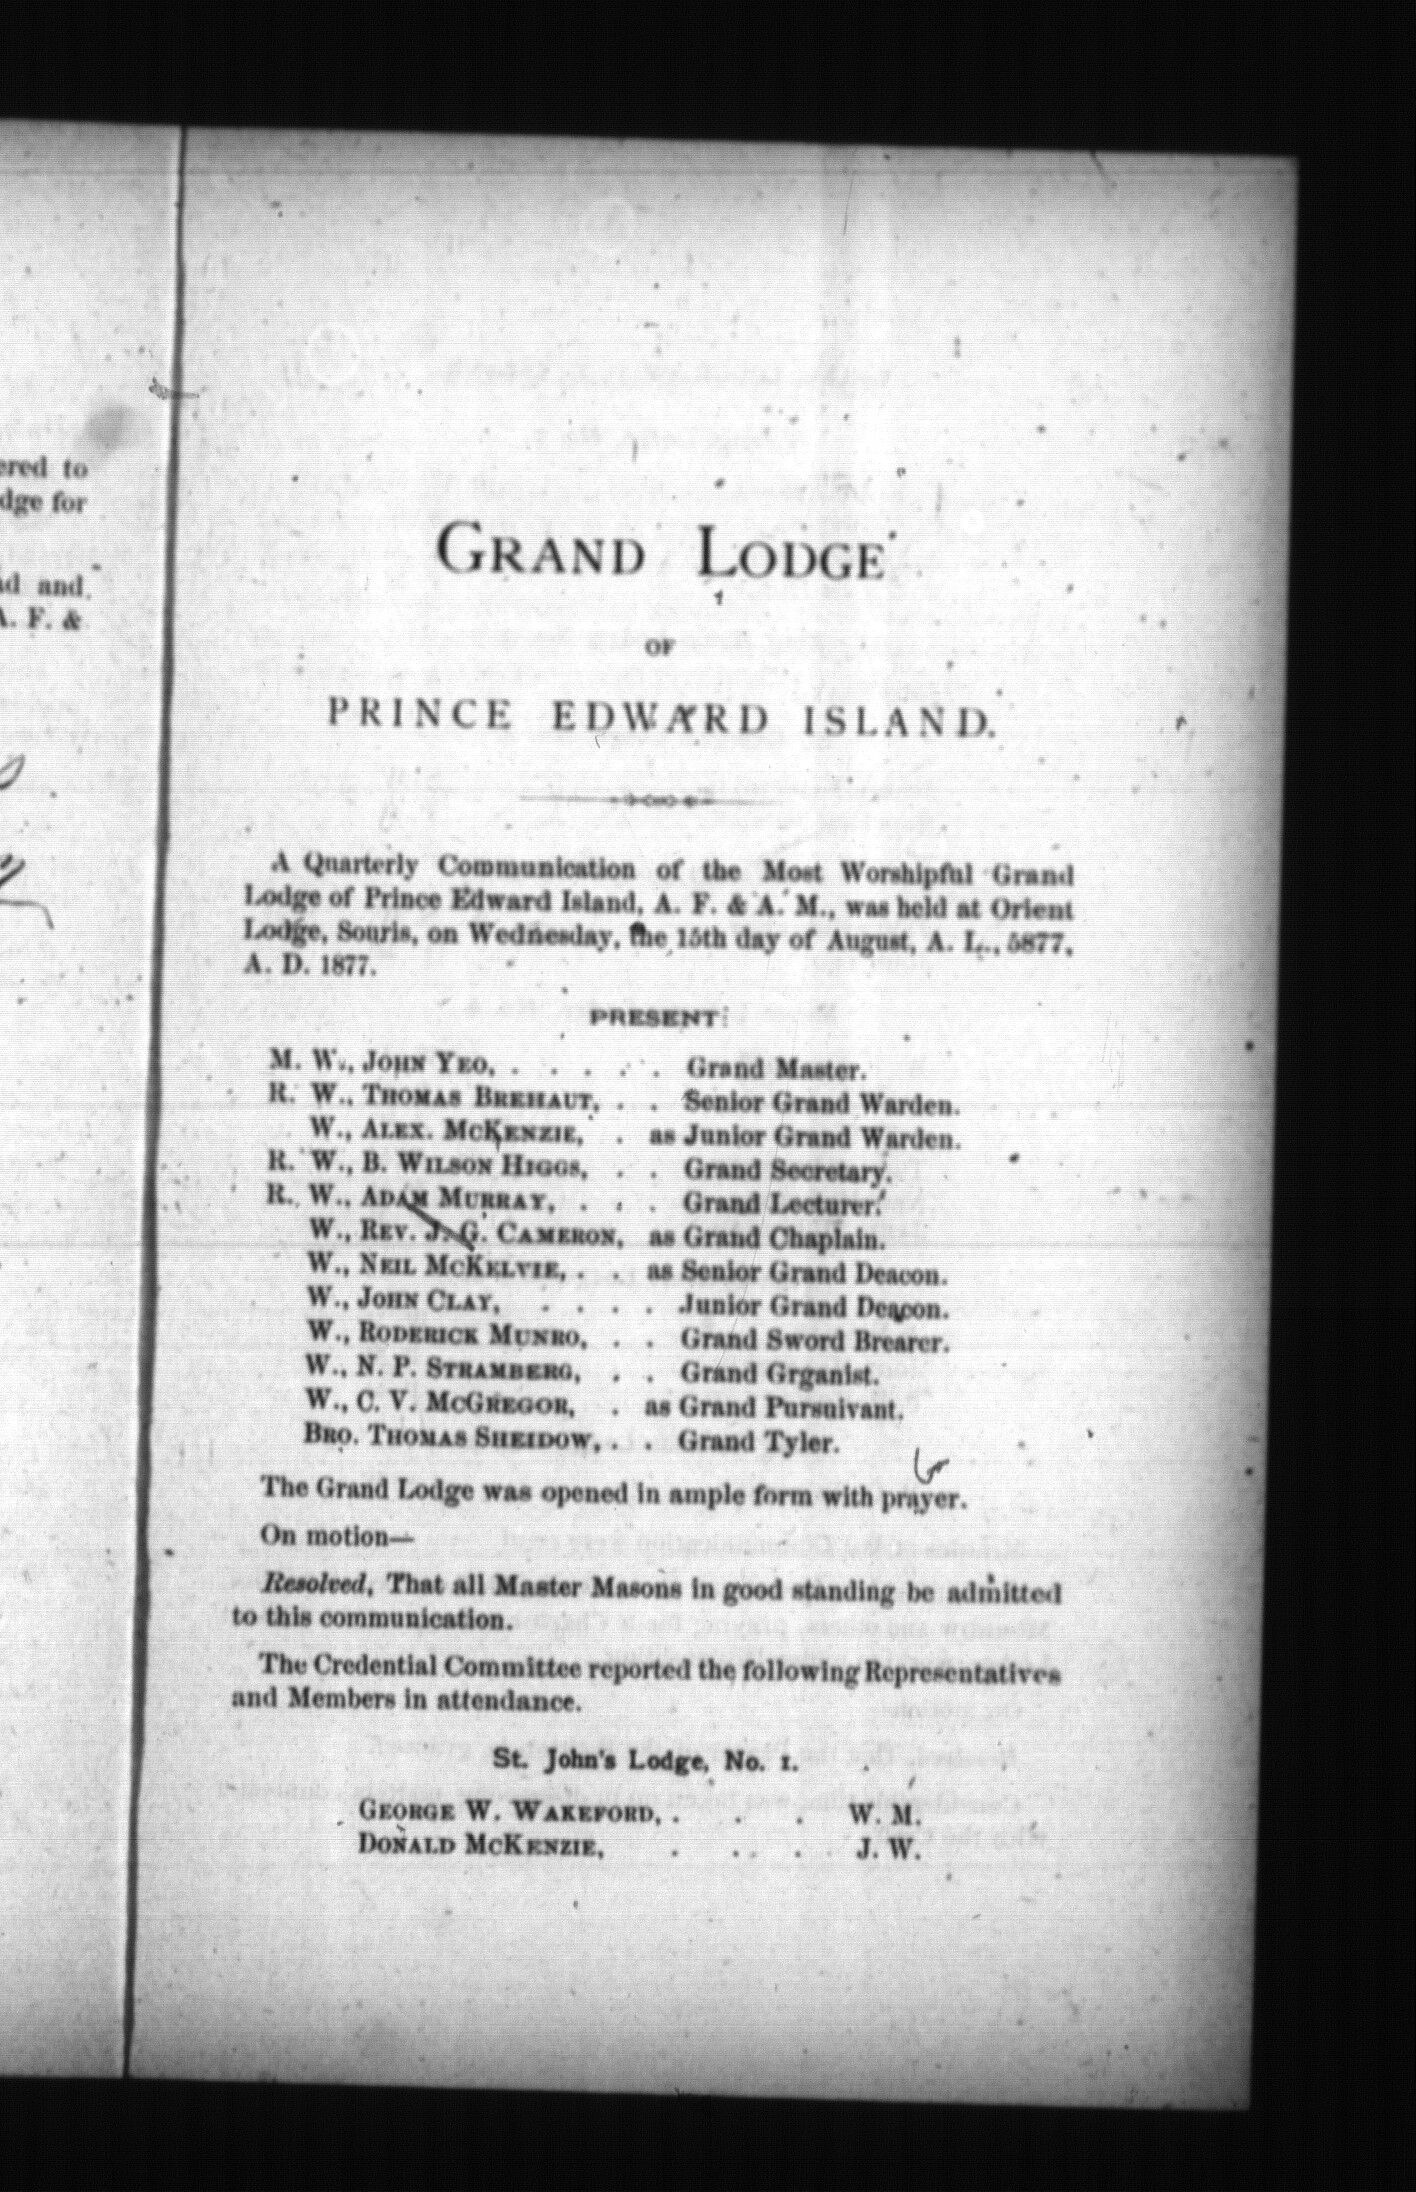 ered to
dge for
nd and
A. F. &
GRAND LODGE
OF
PRINCE EDWARD ISLAND.
A Quarterly Communication of the Most Worshipful Grand
Lodge of Prince Edward Island, A. F. & A. M., was held at Orient
Lodge, Souris, on Wednesday, the 15th day of August, A. L., 5877,
A. D. 1877.
PRESENT:
M. W., JOHN YEO, . . . . . Grand Master.
R. W., THOMAS BREHAUT, . . Senior Grand Warden.
W., ALEX. MCKENZIE, . as Junior Grand Warden.
R. W., B. WILSON HIGGS, . . Grand Secretary.
R. W., ADAM MURRAY, . . . Grand Lecturer.
W., REV. J. G. CAMERON, as Grand Chaplain.
W., NEIL MCKELVIE, . . as Senior Grand Deacon.
W., JOHN CLAY, . . . . Junior Grand Deacon.
W., RODERICK MUNRO, . . Grand Sword Brearer.
W., N. P. STRAMBERG, . . Grand Grganist.
W., C. V. MCGREGOR, . as Grand Pursuivant.
BRO. THOMAS SHEIDOW, . . Grand Tyler.
The Grand Lodge was opened in ample form with prayer.
On motion—
Resolved, That all Master Masons in good standing be admitted
to this communication.
The Credential Committee reported the following Representatives
and Members in attendance.
St. John's Lodge, No. 1.
GEORGE W. WAKEFORD, . . . W. M.
DONALD MCKENZIE, . . . J. W.